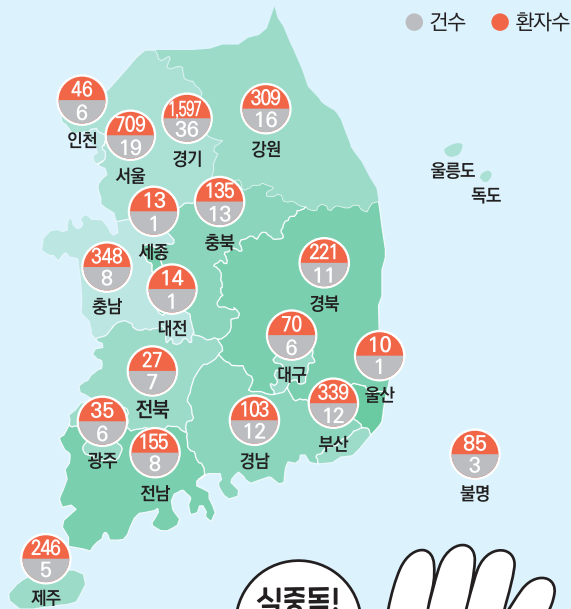 건수 환자수
46
6
인천
709
19
서울
1,597
36
경기
309
16
강원
울릉도
독도
13
1
세종
135
13
충북
348
8
충남
14
1
대전
221
11
경북
70
6
대구
10
1
울산
27
7
전북
35
6
광주
155
8
전남
103
12
경남
339
12
부산
85
3
불명
246
5
제주
식중독!